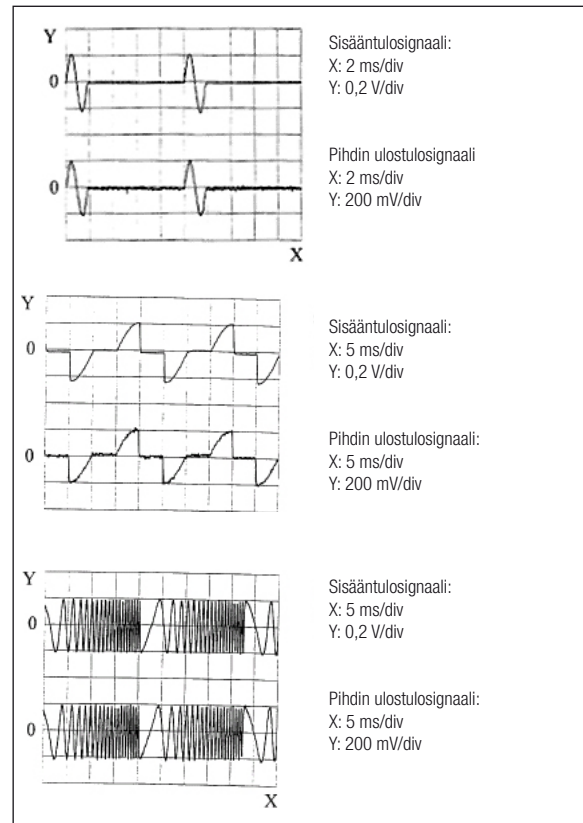 Y
0
Sisääntulosignaali:
X: 2 ms/div
Y: 0,2 V/div
0
Pihdin ulostulosignaali
X: 2 ms/div
Y: 200 mV/div
X
Y
0
Sisääntulosignaali:
X: 5 ms/div
Y: 0,2 V/div
0
Pihdin ulostulosignaali:
X: 5 ms/div
Y: 200 mV/div
Y
0
Sisääntulosignaali:
X: 5 ms/div
Y: 0,2 V/div
0
Pihdin ulostulosignaali:
X: 5 ms/div
Y: 200 mV/div
X